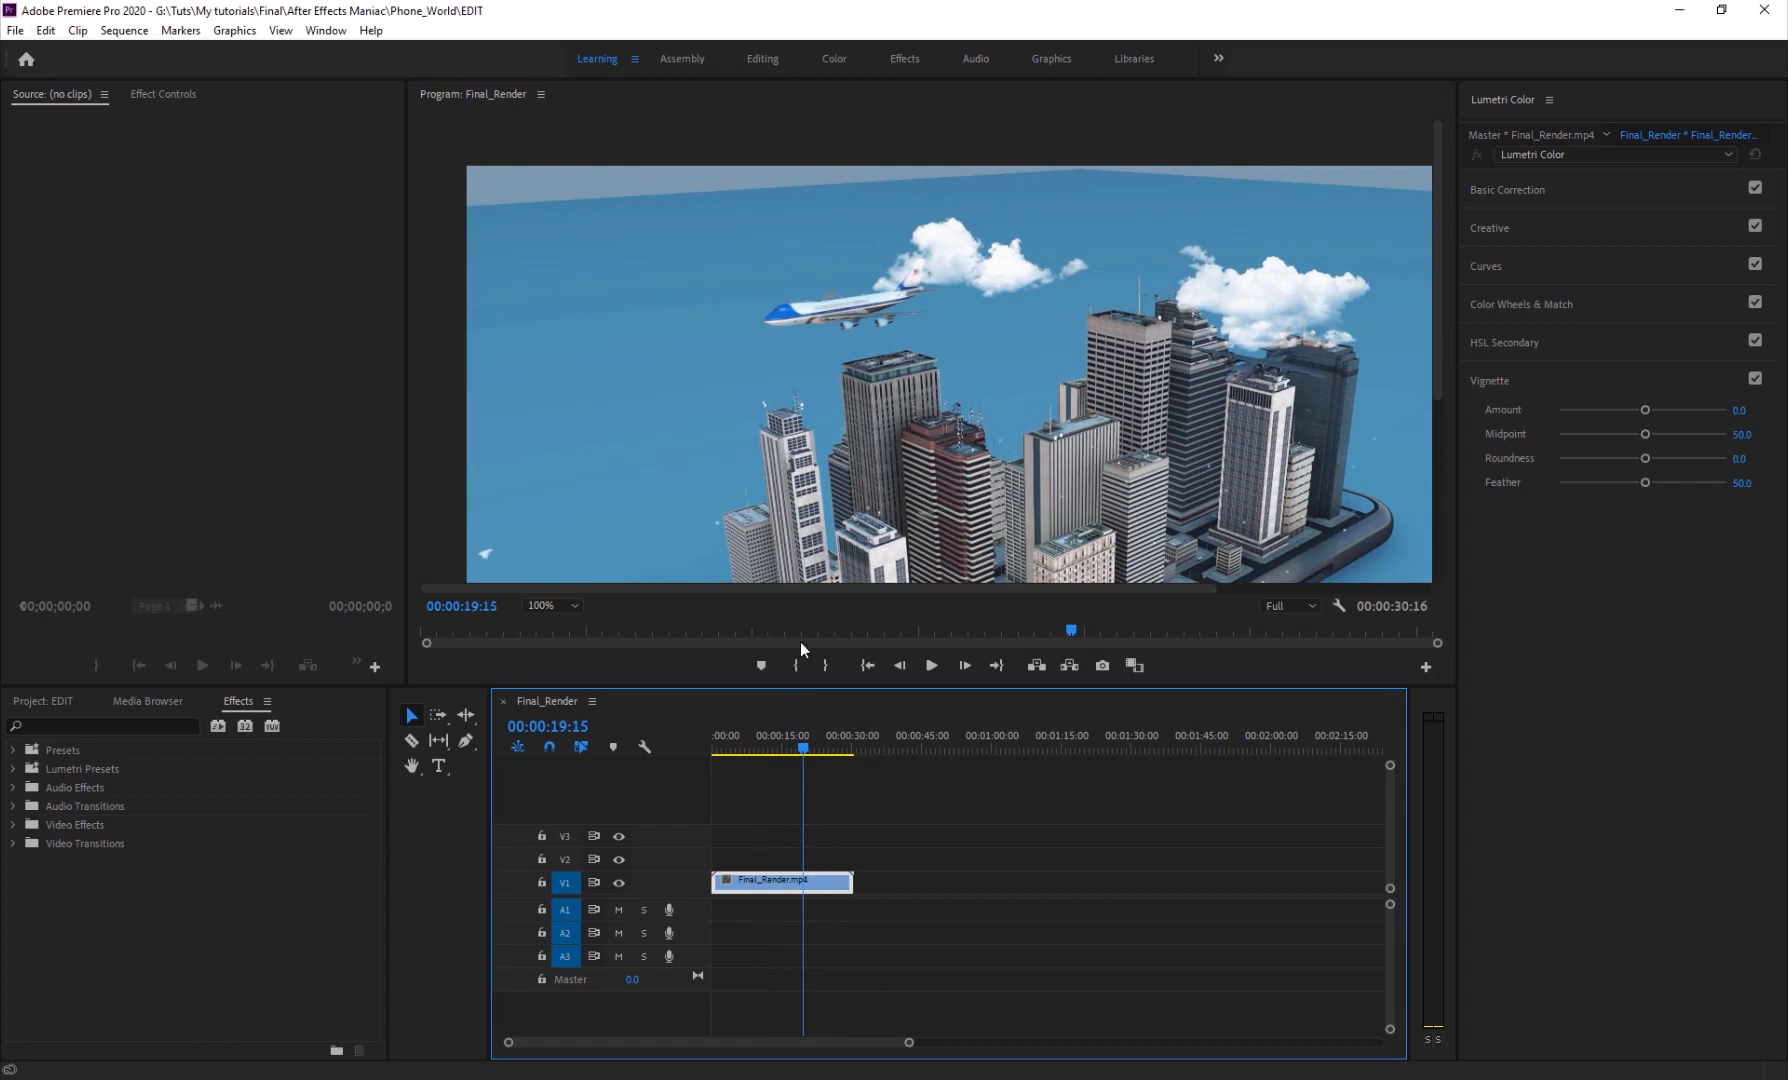 Adobe Premiere Pro 2020 - G:\Tuts\My tutorials\Final\After Effects Maniac\Phone_World\EDIT
File Edit Clip Sequence Markers Graphics View Window Help
Learning Assembly Editing Color Effects Audio Graphics Libraries
Source: (no clips) Effect Controls
Program: Final_Render
Lumetri Color
Master * Final_Render.mp4 Final_Render * Final_Render...
fx Lumetri Color
Basic Correction
Creative
Curves
Color Wheels & Match
HSL Secondary
Vignette
Amount 0.0
Midpoint 50.0
Roundness 0.0
Feather 50.0
00;00;00;00 Page 1 00;00;00;0
00:00:19:15 100% Full 00:00:30:16
Project: EDIT Media Browser Effects
Presets
Lumetri Presets
Audio Effects
Audio Transitions
Video Effects
Video Transitions
Final_Render
00:00:19:15
:00:00 00:00:15:00 00:00:30:00 00:00:45:00 00:01:00:00 00:01:15:00 00:01:30:00 00:01:45:00 00:02:00:00 00:02:15:00
V3
V2
V1 Final_Render.mp4
A1 M S
A2 M S
A3 M S
Master 0.0
S S